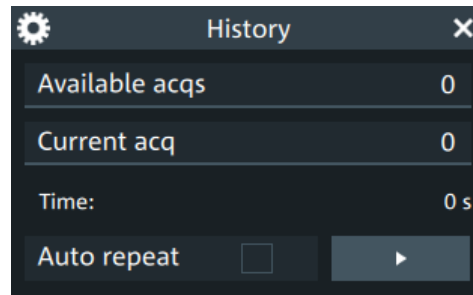 History
Available acqs 0
Current acq 0
Time: 0 s
Auto repeat